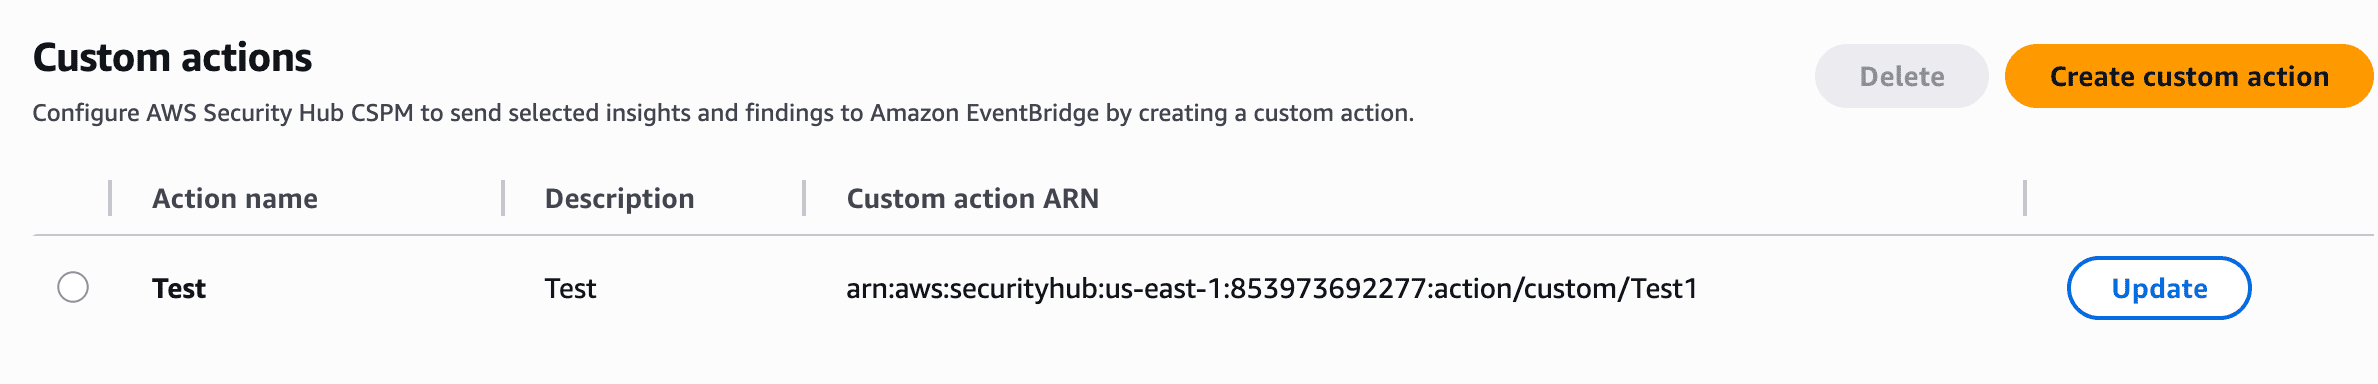 Custom actions
Delete
Create custom action
Configure AWS Security Hub CSPM to send selected insights and findings to Amazon EventBridge by creating a custom action.
Action name Description Custom action ARN
Test Test arn:aws:securityhub:us-east-1:853973692277:action/custom/Test1 Update